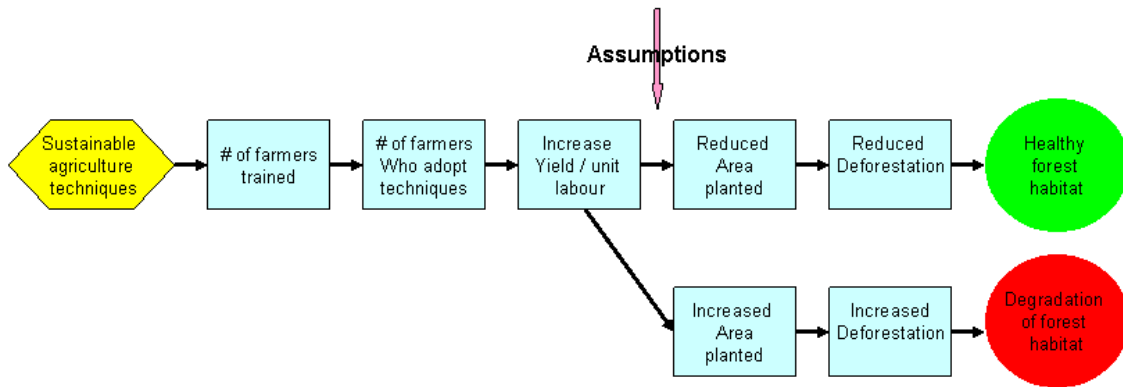 Assumptions
Sustainable
agriculture
techniques
# of farmers
trained
# of farmers
Who adopt
techniques
Increase
Yield / unit
labour
Reduced
Area
planted
Reduced
Deforestation
Healthy
forest
habitat
Increased
Area
planted
Increased
Deforestation
Degradation
of forest
habitat